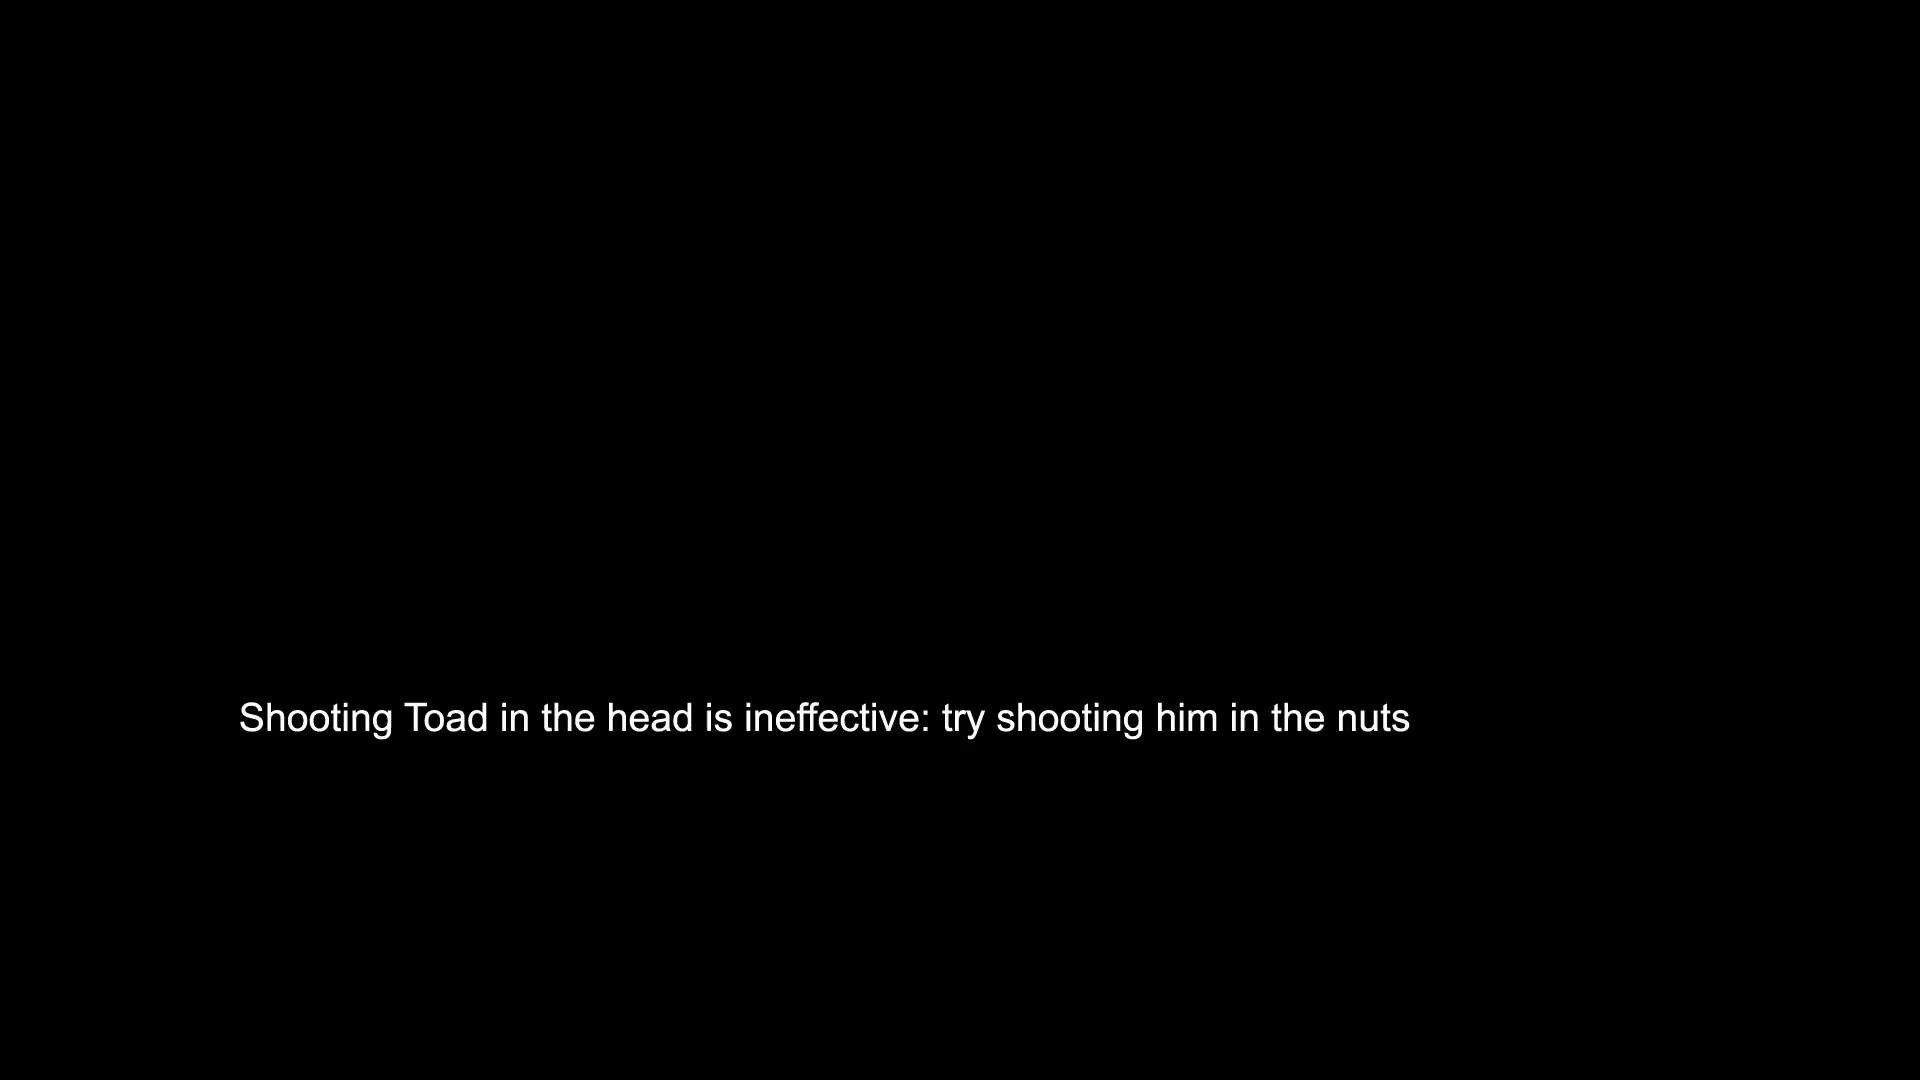 Shooting Toad in the head is ineffective: try shooting him in the nuts